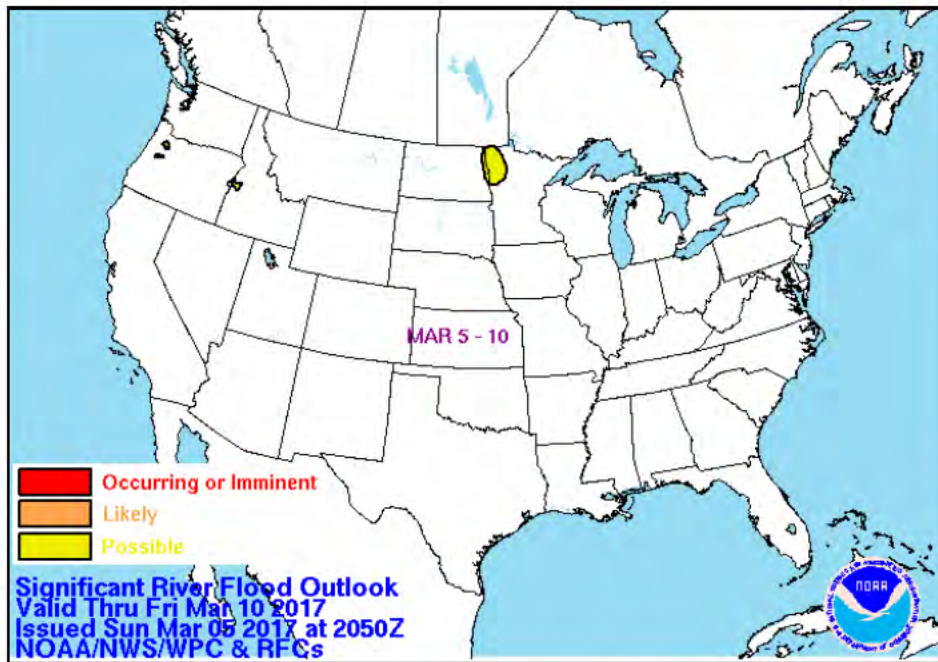 MAR 5 - 10
Occurring or Imminent
Likely
Possible
Significant River Flood Outlook
Valid Thru Fri Mar 10 2017
Issued Sun Mar 05 2017 at 2050Z
NOAA/NWS/WPC & RFCs
NOAA